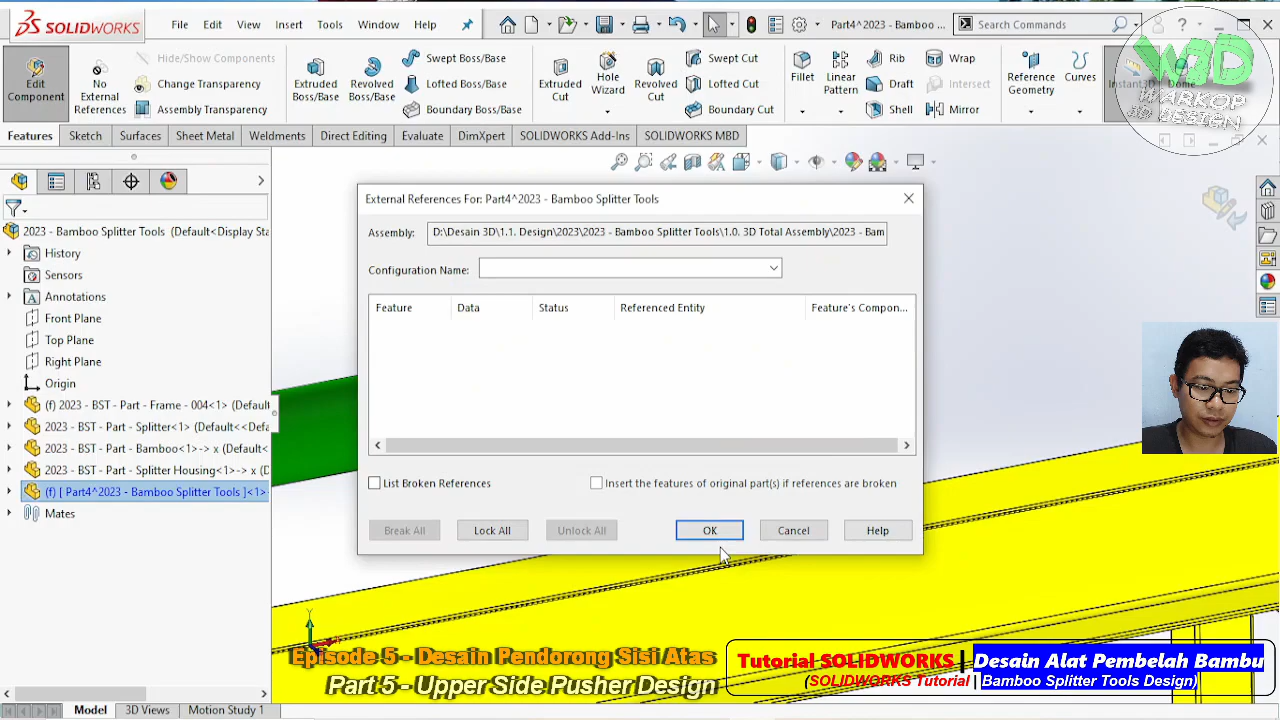 SOLIDWORKS
File Edit View Insert Tools Window Help
Part4^2023 - Bamboo ...
Search Commands
Edit Component
No External References
Hide/Show Components
Change Transparency
Assembly Transparency
Extruded Boss/Base
Revolved Boss/Base
Swept Boss/Base
Lofted Boss/Base
Boundary Boss/Base
Extruded Cut
Hole Wizard
Revolved Cut
Swept Cut
Lofted Cut
Boundary Cut
Fillet
Linear Pattern
Rib
Draft
Shell
Wrap
Intersect
Mirror
Reference Geometry
Curves
Instant3D
Dome
W3D
WARKOP
3D DESIGN
Features Sketch Surfaces Sheet Metal Weldments Direct Editing Evaluate DimXpert SOLIDWORKS Add-Ins SOLIDWORKS MBD
2023 - Bamboo Splitter Tools (Default<Display Sta
History
Sensors
Annotations
Front Plane
Top Plane
Right Plane
Origin
(f) 2023 - BST - Part - Frame - 004<1> (Default
2023 - BST - Part - Splitter<1> (Default<<Defa
2023 - BST - Part - Bamboo<1>-> x (Default<
2023 - BST - Part - Splitter Housing<1>-> x (D
(f) [ Part4^2023 - Bamboo Splitter Tools ]<1>
Mates
External References For: Part4^2023 - Bamboo Splitter Tools
Assembly: D:\Desain 3D\1.1. Design\2023\2023 - Bamboo Splitter Tools\1.0. 3D Total Assembly\2023 - Bam
Configuration Name:
Feature Data Status Referenced Entity Feature's Compon...
List Broken References
Insert the features of original part(s) if references are broken
Break All Lock All Unlock All OK Cancel Help
Y
Episode 5 - Desain Pendorong Sisi Atas
Part 5 - Upper Side Pusher Design
Tutorial SOLIDWORKS | Desain Alat Pembelah Bambu
(SOLIDWORKS Tutorial | Bamboo Splitter Tools Design)
Model 3D Views Motion Study 1